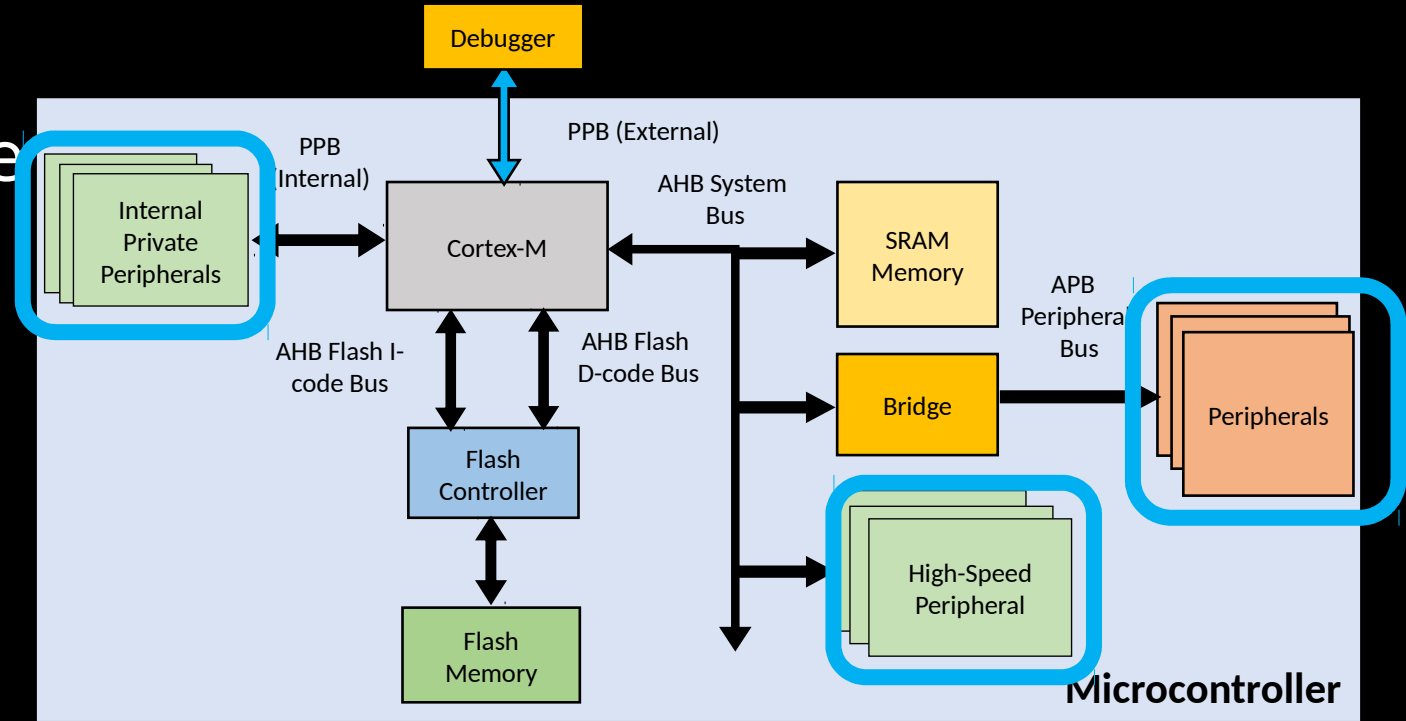 Debugger
PPB (External)
e
PPB
(Internal)
AHB System
Bus
Internal
Private
Peripherals
Cortex-M
SRAM
Memory
APB
Peripheral
Bus
AHB Flash I-
code Bus
AHB Flash
D-code Bus
Bridge
Peripherals
Flash
Controller
High-Speed
Peripheral
Flash
Memory
Microcontroller